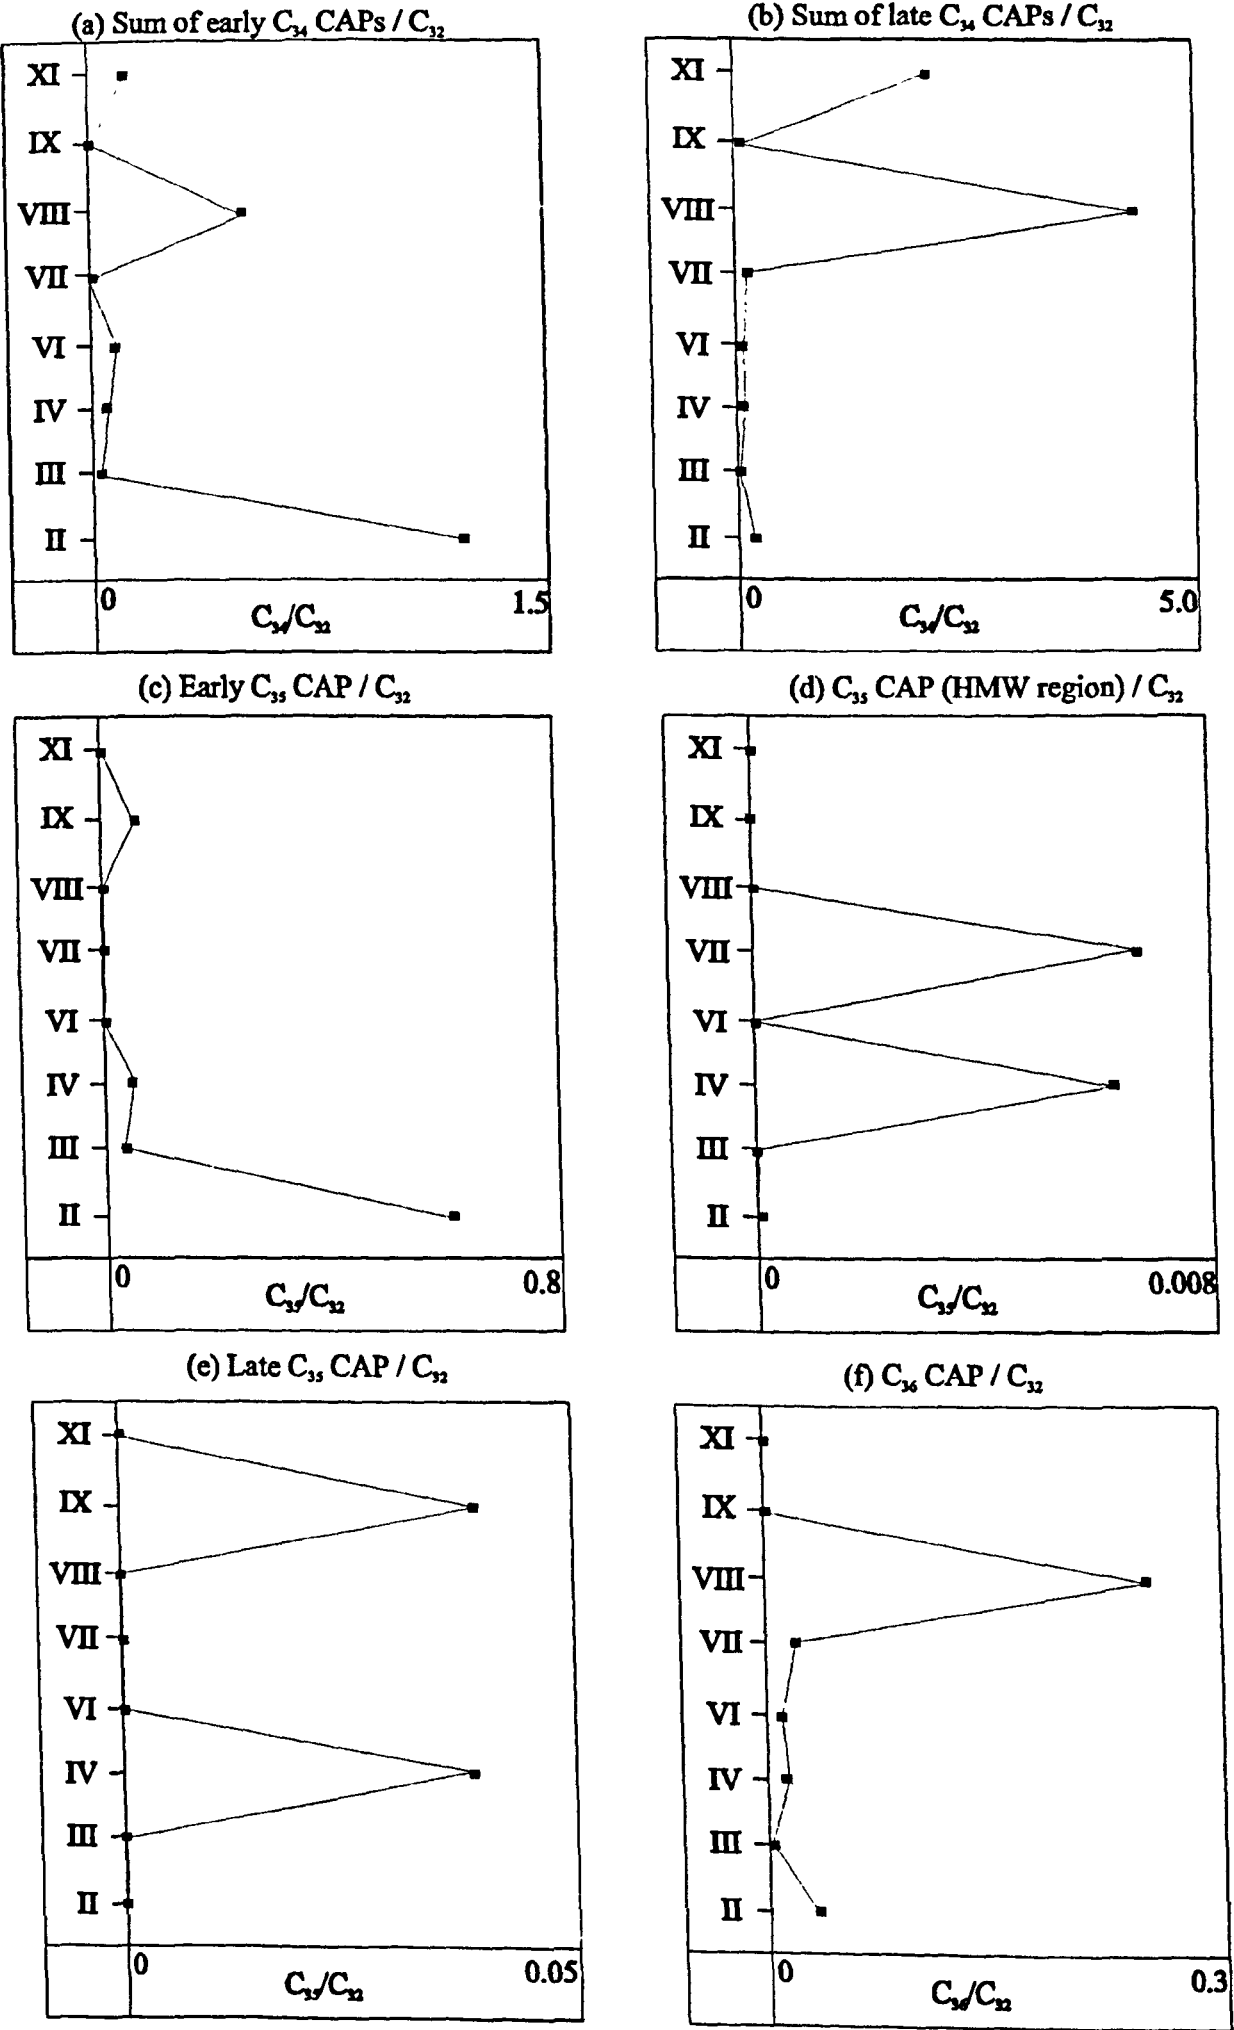 (a) Sum of early C₃₄ CAPs / C₃₂
XI
IX
VIII
VII
VI
IV
III
II
0
1.5
C₃₄/C₃₂
(b) Sum of late C₃₄ CAPs / C₃₂
XI
IX
VIII
VII
VI
IV
III
II
0
5.0
C₃₄/C₃₂
(c) Early C₃₅ CAP / C₃₂
XI
IX
VIII
VII
VI
IV
III
II
0
0.8
C₃₅/C₃₂
(d) C₃₅ CAP (HMW region) / C₃₂
XI
IX
VIII
VII
VI
IV
III
II
0
0.008
C₃₅/C₃₂
(e) Late C₃₅ CAP / C₃₂
XI
IX
VIII
VII
VI
IV
III
II
0
0.05
C₃₅/C₃₂
(f) C₃₆ CAP / C₃₂
XI
IX
VIII
VII
VI
IV
III
II
0
0.3
C₃₆/C₃₂